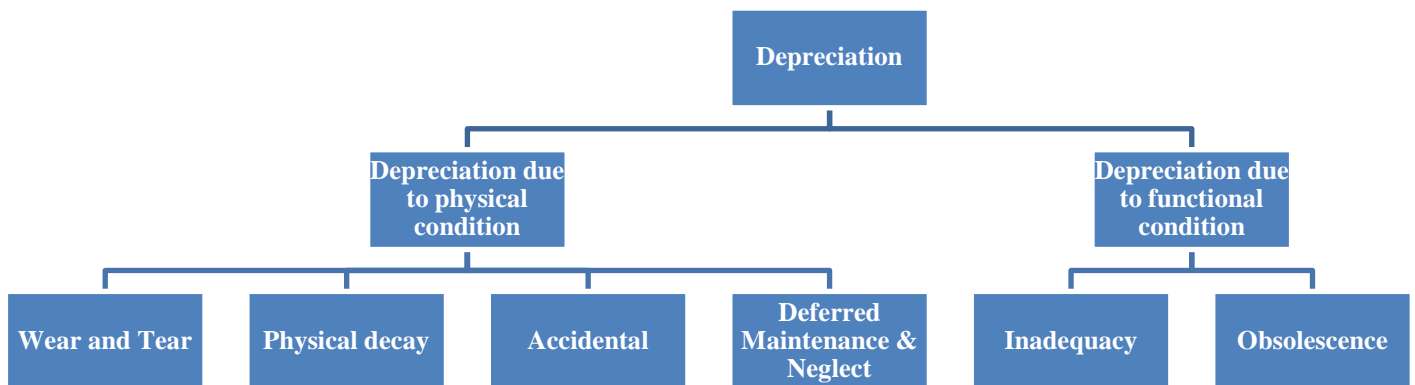 Depreciation
Depreciation due
to physical
condition
Depreciation due
to functional
condition
Wear and Tear
Physical decay
Accidental
Deferred
Maintenance &
Neglect
Inadequacy
Obsolescence